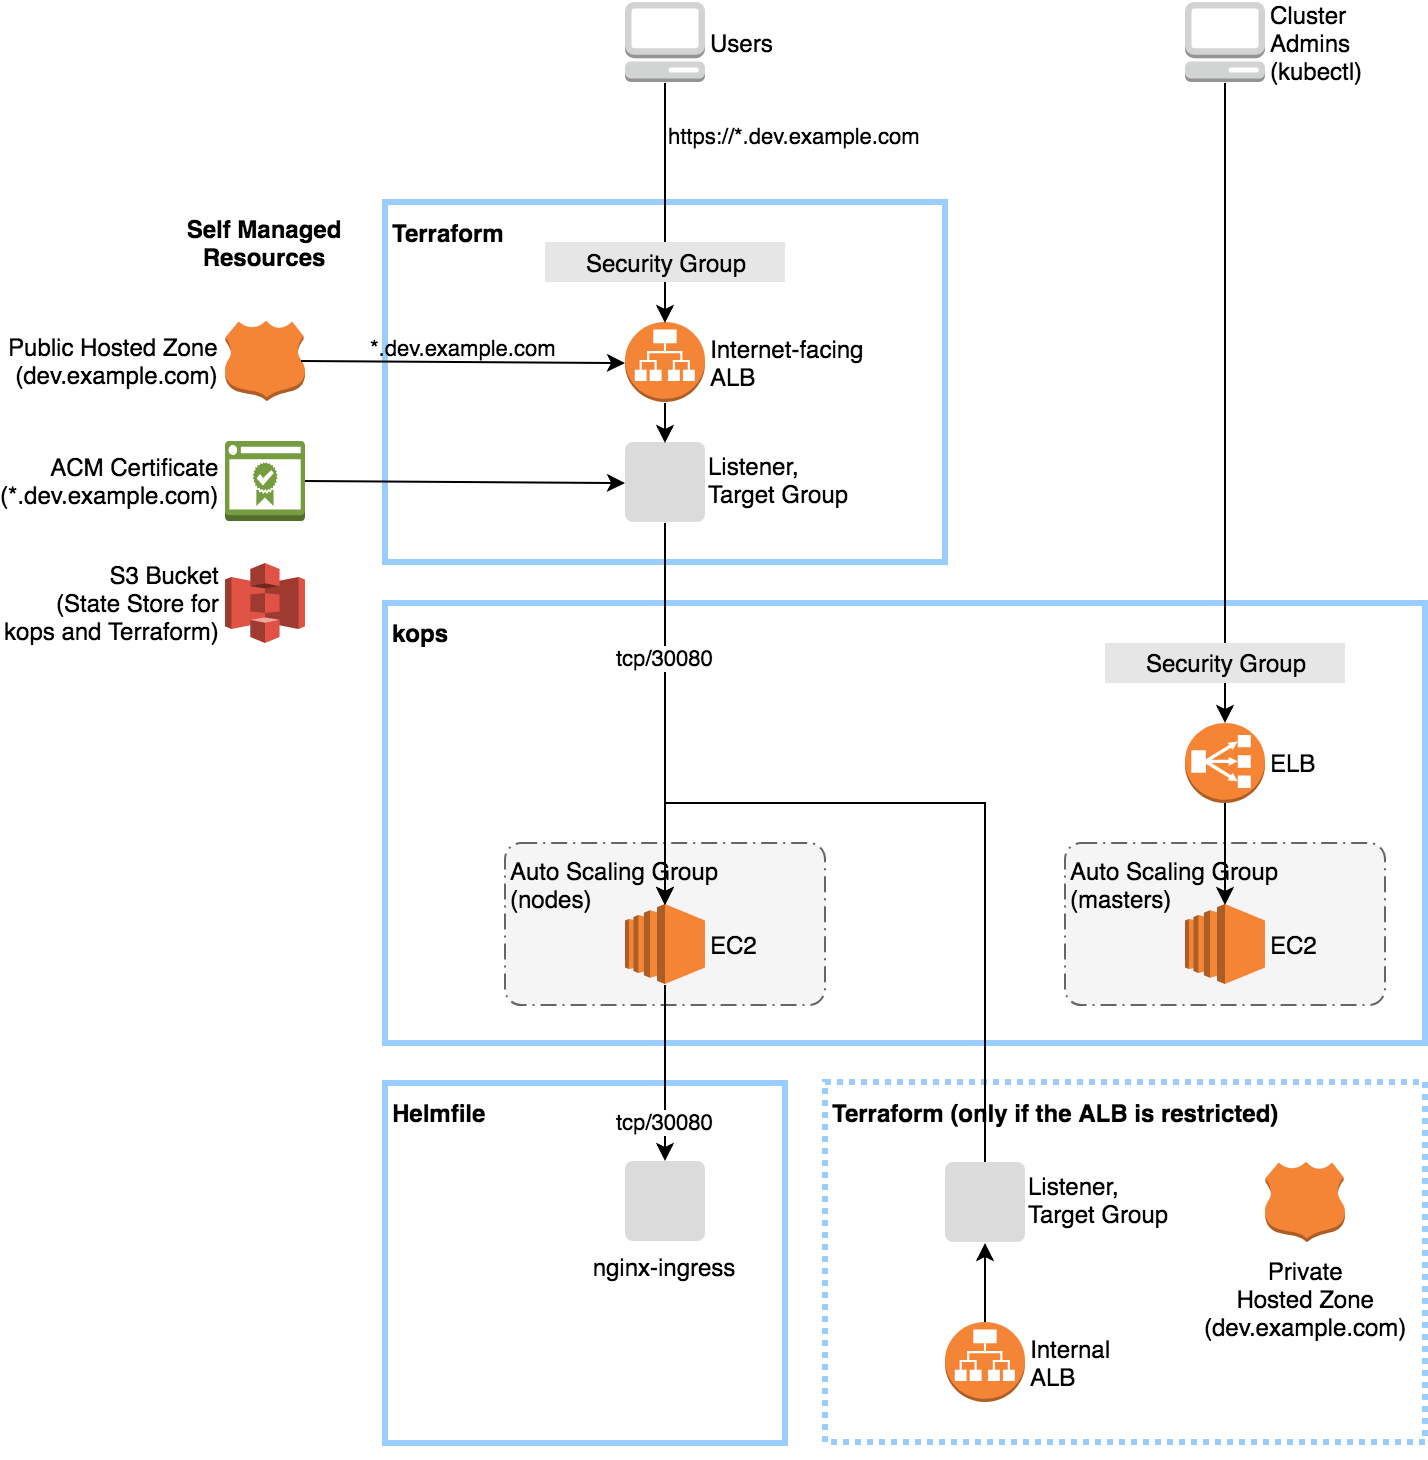 Users
Cluster
Admins
(kubectl)
https://*.dev.example.com
Self Managed
Resources
Terraform
Security Group
Public Hosted Zone
(dev.example.com)
*.dev.example.com
Internet-facing
ALB
ACM Certificate
(*.dev.example.com)
Listener,
Target Group
S3 Bucket
(State Store for
kops and Terraform)
kops
tcp/30080
Security Group
ELB
Auto Scaling Group
(nodes)
EC2
Auto Scaling Group
(masters)
EC2
Helmfile
tcp/30080
nginx-ingress
Terraform (only if the ALB is restricted)
Listener,
Target Group
Private
Hosted Zone
(dev.example.com)
Internal
ALB